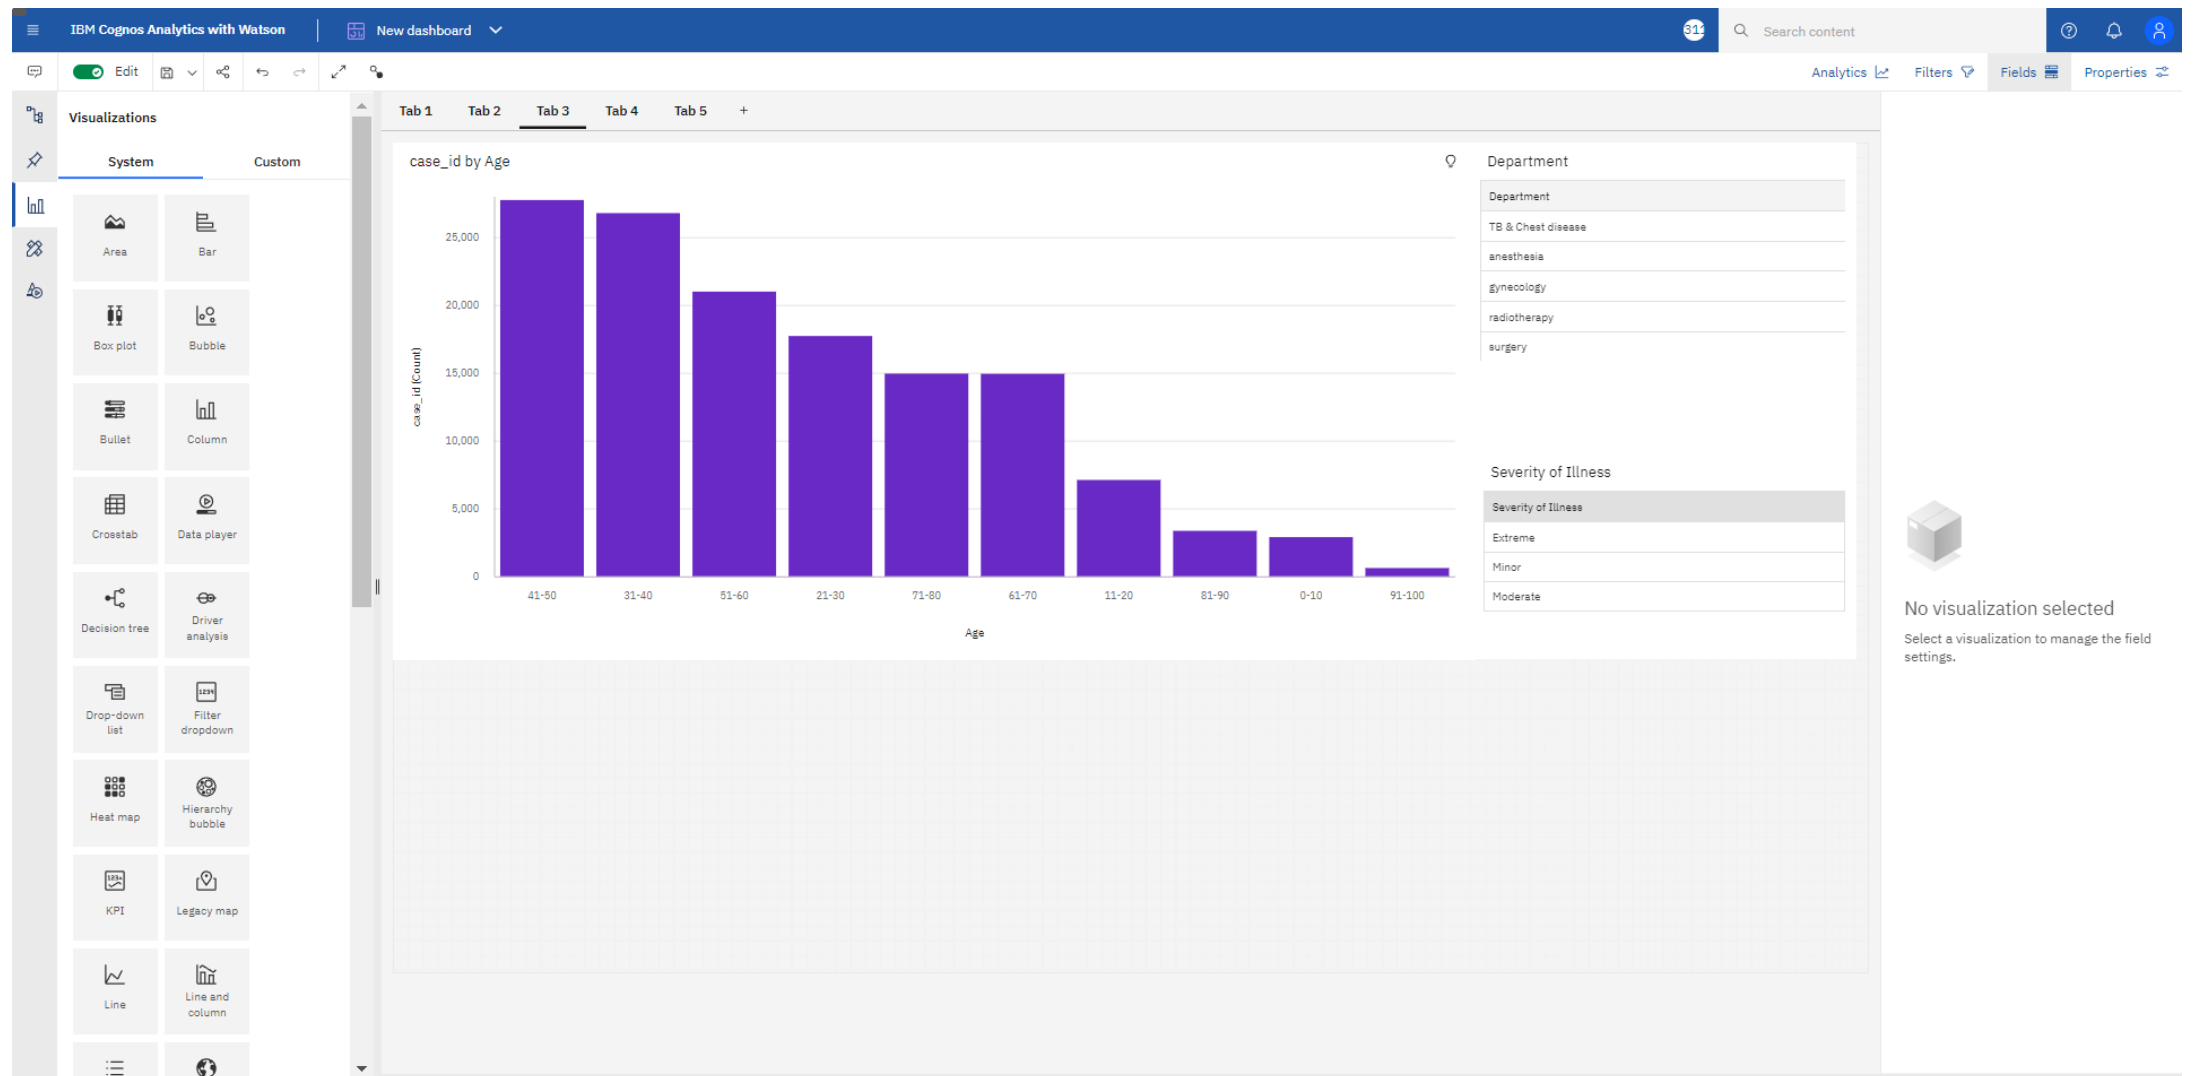 IBM Cognos Analytics with Watson
New dashboard
311
Search content
Edit
Analytics
Filters
Fields
Properties
Visualizations
System
Custom
Area
Bar
Box plot
Bubble
Bullet
Column
Crosstab
Data player
Decision tree
Driver
analysis
Drop-down
list
1234
Filter
dropdown
Heat map
Hierarchy
bubble
KPI
Legacy map
Line
Line and
column
Tab 1
Tab 2
Tab 3
Tab 4
Tab 5
+
case_id by Age
case_id (Count)
25,000
20,000
15,000
10,000
5,000
0
41-50
31-40
51-60
21-30
71-80
61-70
11-20
81-90
0-10
91-100
Age
Department
Department
TB & Chest disease
anesthesia
gynecology
radiotherapy
surgery
Severity of Illness
Severity of Illness
Extreme
Minor
Moderate
No visualization selected
Select a visualization to manage the field
settings.